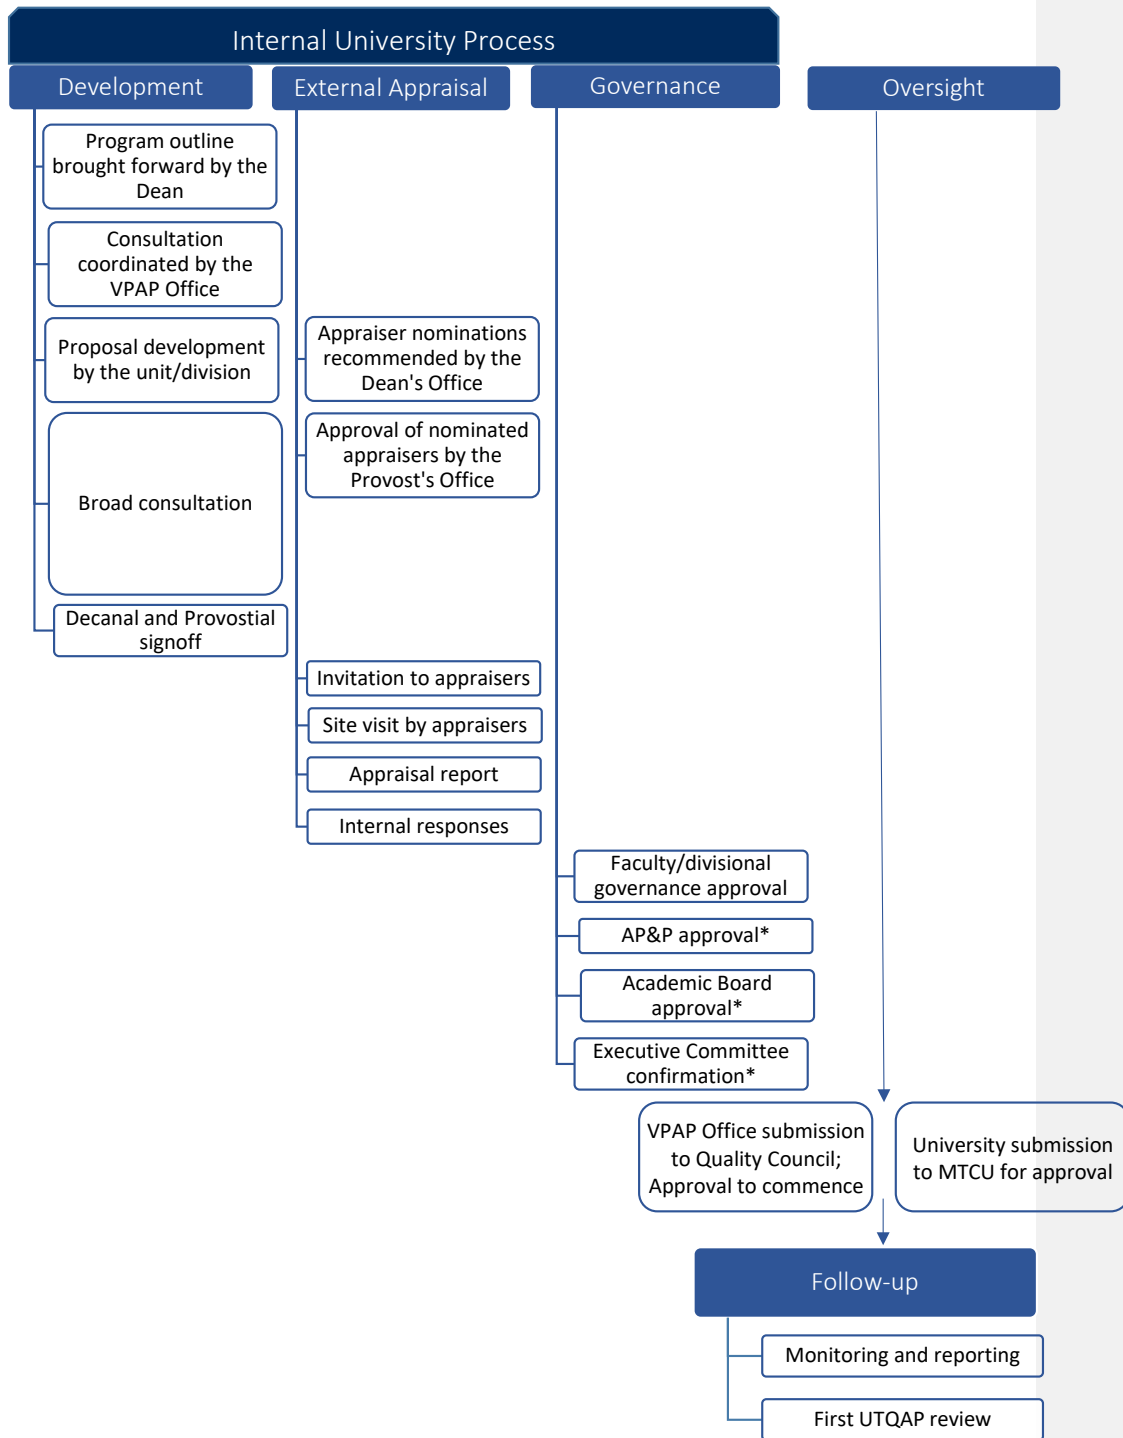 Internal University Process
Development
External Appraisal
Governance
Oversight
Program outline
brought forward by the
Dean
Consultation
coordinated by the
VPAP Office
Proposal development
by the unit/division
Broad consultation
Decanal and Provostial
signoff
Appraiser nominations
recommended by the
Dean's Office
Approval of nominated
appraisers by the
Provost's Office
Invitation to appraisers
Site visit by appraisers
Appraisal report
Internal responses
Faculty/divisional
governance approval
AP&P approval*
Academic Board
approval*
Executive Committee
confirmation*
VPAP Office submission
to Quality Council;
Approval to commence
University submission
to MTCU for approval
Follow-up
Monitoring and reporting
First UTQAP review